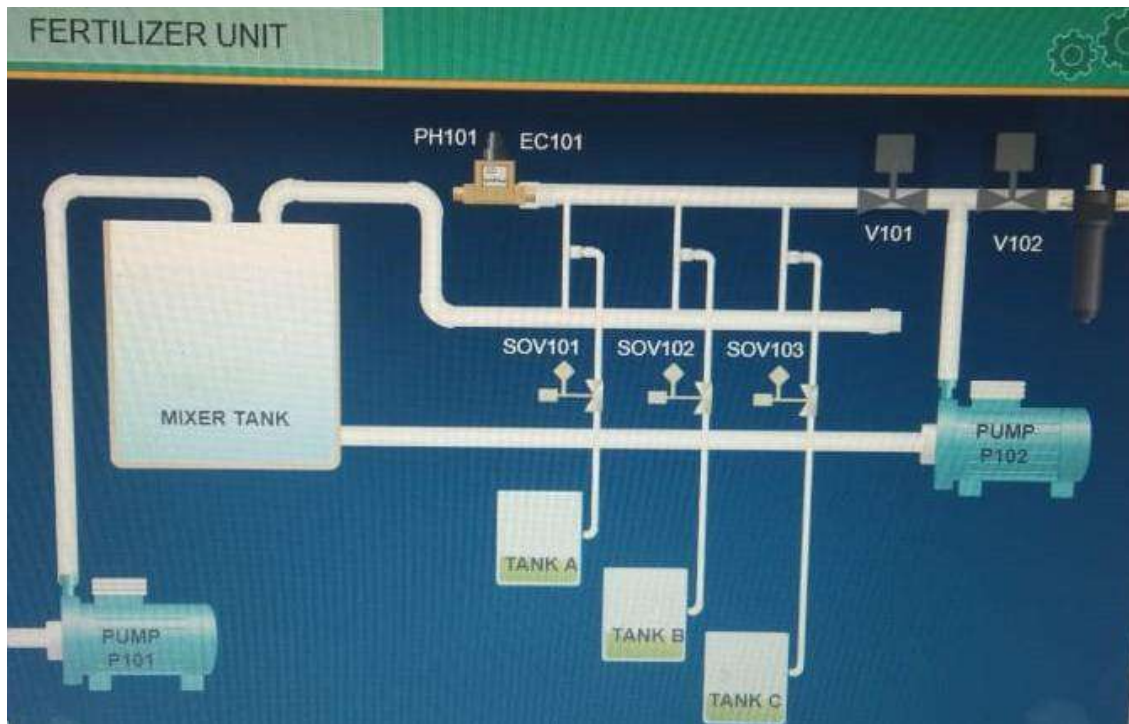 FERTILIZER UNIT
PH101 EC101
V101
V102
SOV101 SOV102 SOV103
MIXER TANK
PUMP
P102
TANK A
TANK B
TANK C
PUMP
P101